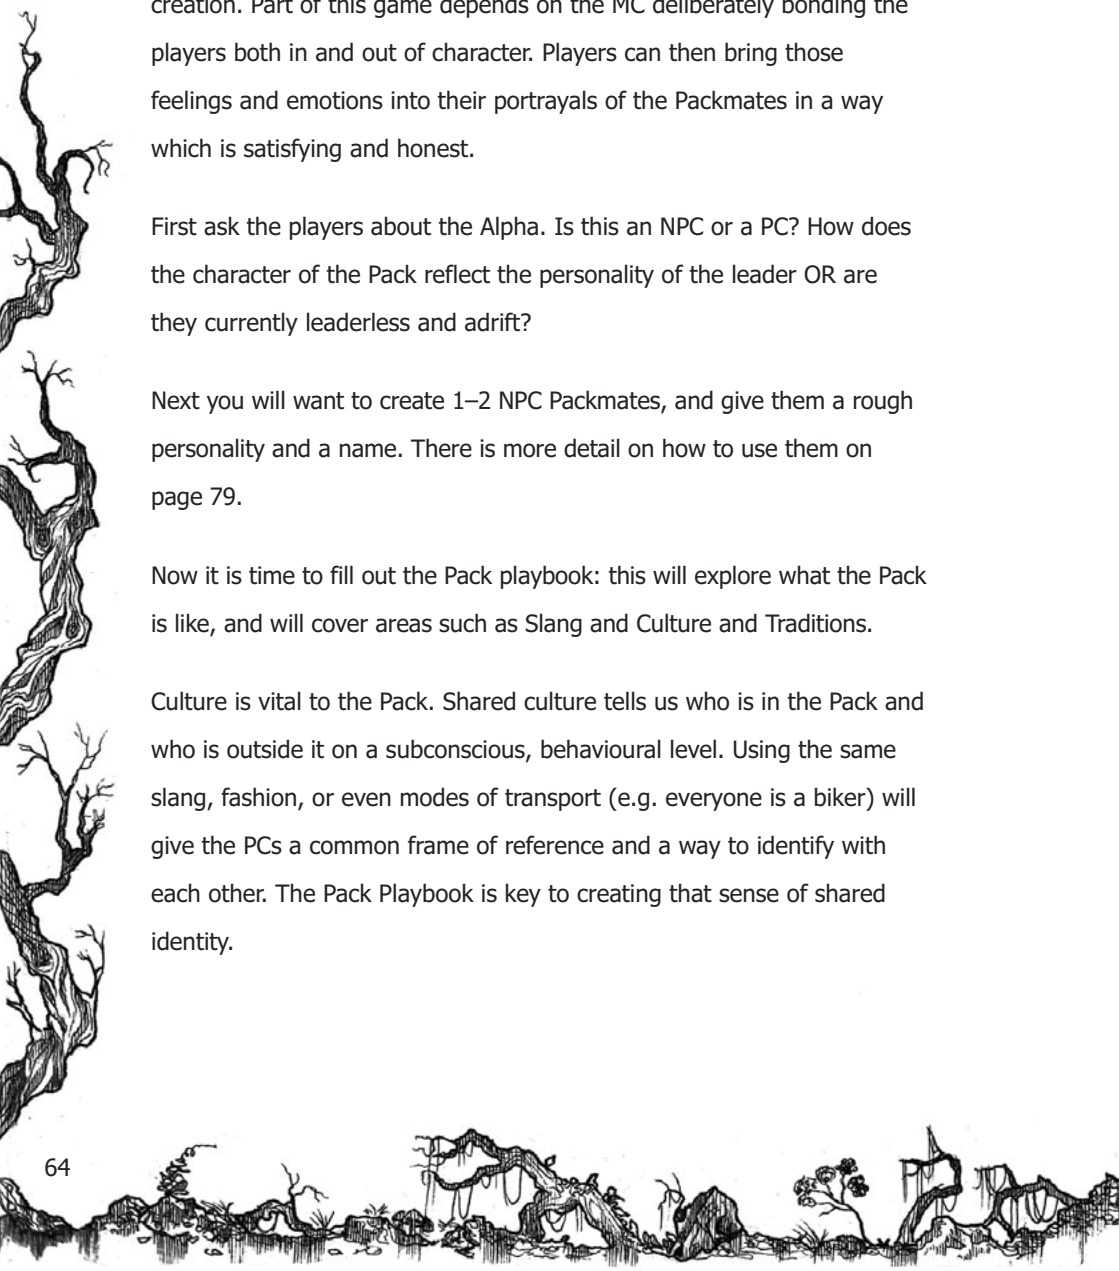 creation. Part of this game depends on the MC deliberately bonding the
players both in and out of character. Players can then bring those
feelings and emotions into their portrayals of the Packmates in a way
which is satisfying and honest.
First ask the players about the Alpha. Is this an NPC or a PC? How does
the character of the Pack reflect the personality of the leader OR are
they currently leaderless and adrift?
Next you will want to create 1–2 NPC Packmates, and give them a rough
personality and a name. There is more detail on how to use them on
page 79.
Now it is time to fill out the Pack playbook: this will explore what the Pack
is like, and will cover areas such as Slang and Culture and Traditions.
Culture is vital to the Pack. Shared culture tells us who is in the Pack and
who is outside it on a subconscious, behavioural level. Using the same
slang, fashion, or even modes of transport (e.g. everyone is a biker) will
give the PCs a common frame of reference and a way to identify with
each other. The Pack Playbook is key to creating that sense of shared
identity.
64